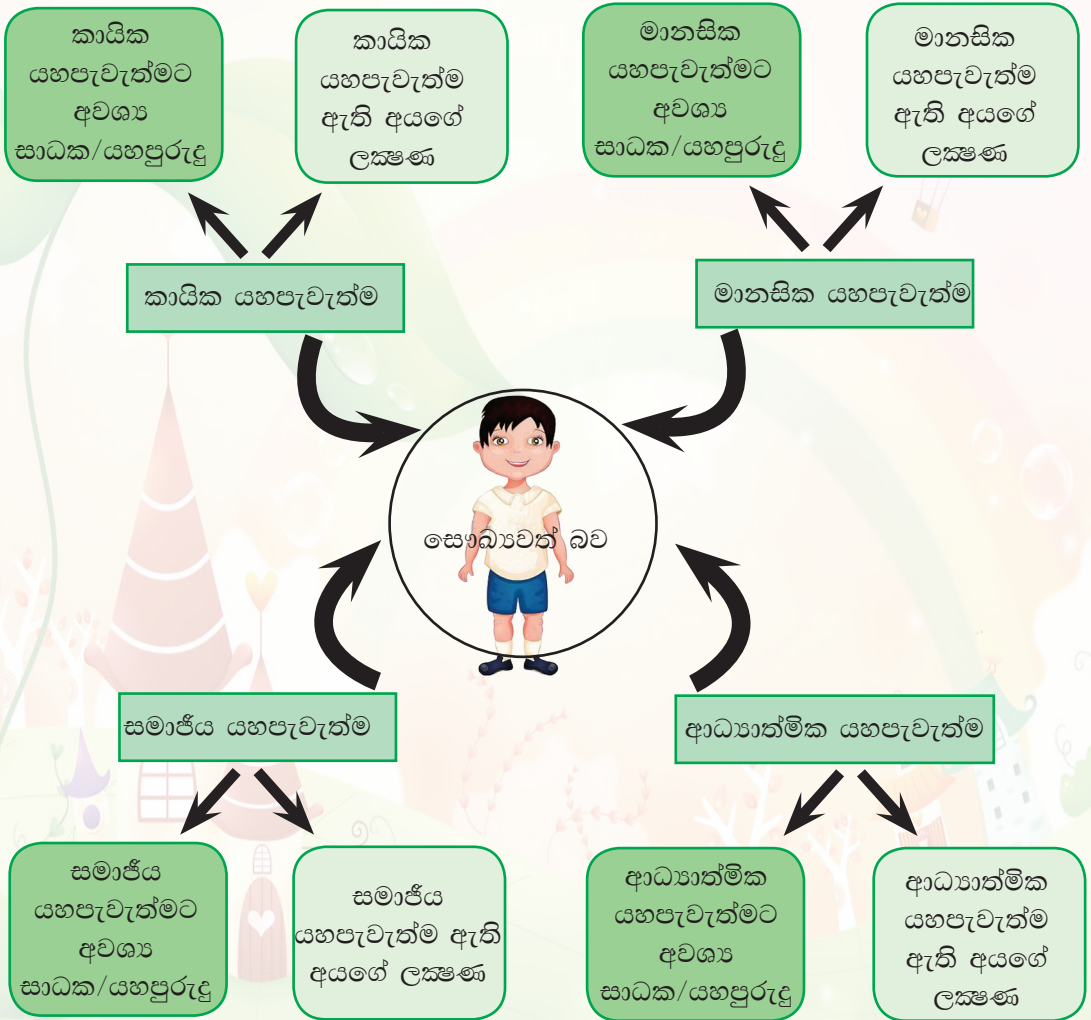 කායික
යහපැවැත්මට
අවශ්‍ය
සාධක/යහපුරුදු
කායික
යහපැවැත්ම
ඇති අයගේ
ලක්‍ෂණ
මානසික
යහපැවැත්මට
අවශ්‍ය
සාධක/යහපුරුදු
මානසික
යහපැවැත්ම
ඇති අයගේ
ලක්‍ෂණ
කායික යහපැවැත්ම
මානසික යහපැවැත්ම
සෞඛ්‍යවත් බව
සමාජීය යහපැවැත්ම
ආධ්‍යාත්මික යහපැවැත්ම
සමාජීය
යහපැවැත්මට
අවශ්‍ය
සාධක/යහපුරුදු
සමාජීය
යහපැවැත්ම ඇති
අයගේ ලක්‍ෂණ
ආධ්‍යාත්මික
යහපැවැත්මට
අවශ්‍ය
සාධක/යහපුරුදු
ආධ්‍යාත්මික
යහපැවැත්ම
ඇති අයගේ
ලක්‍ෂණ